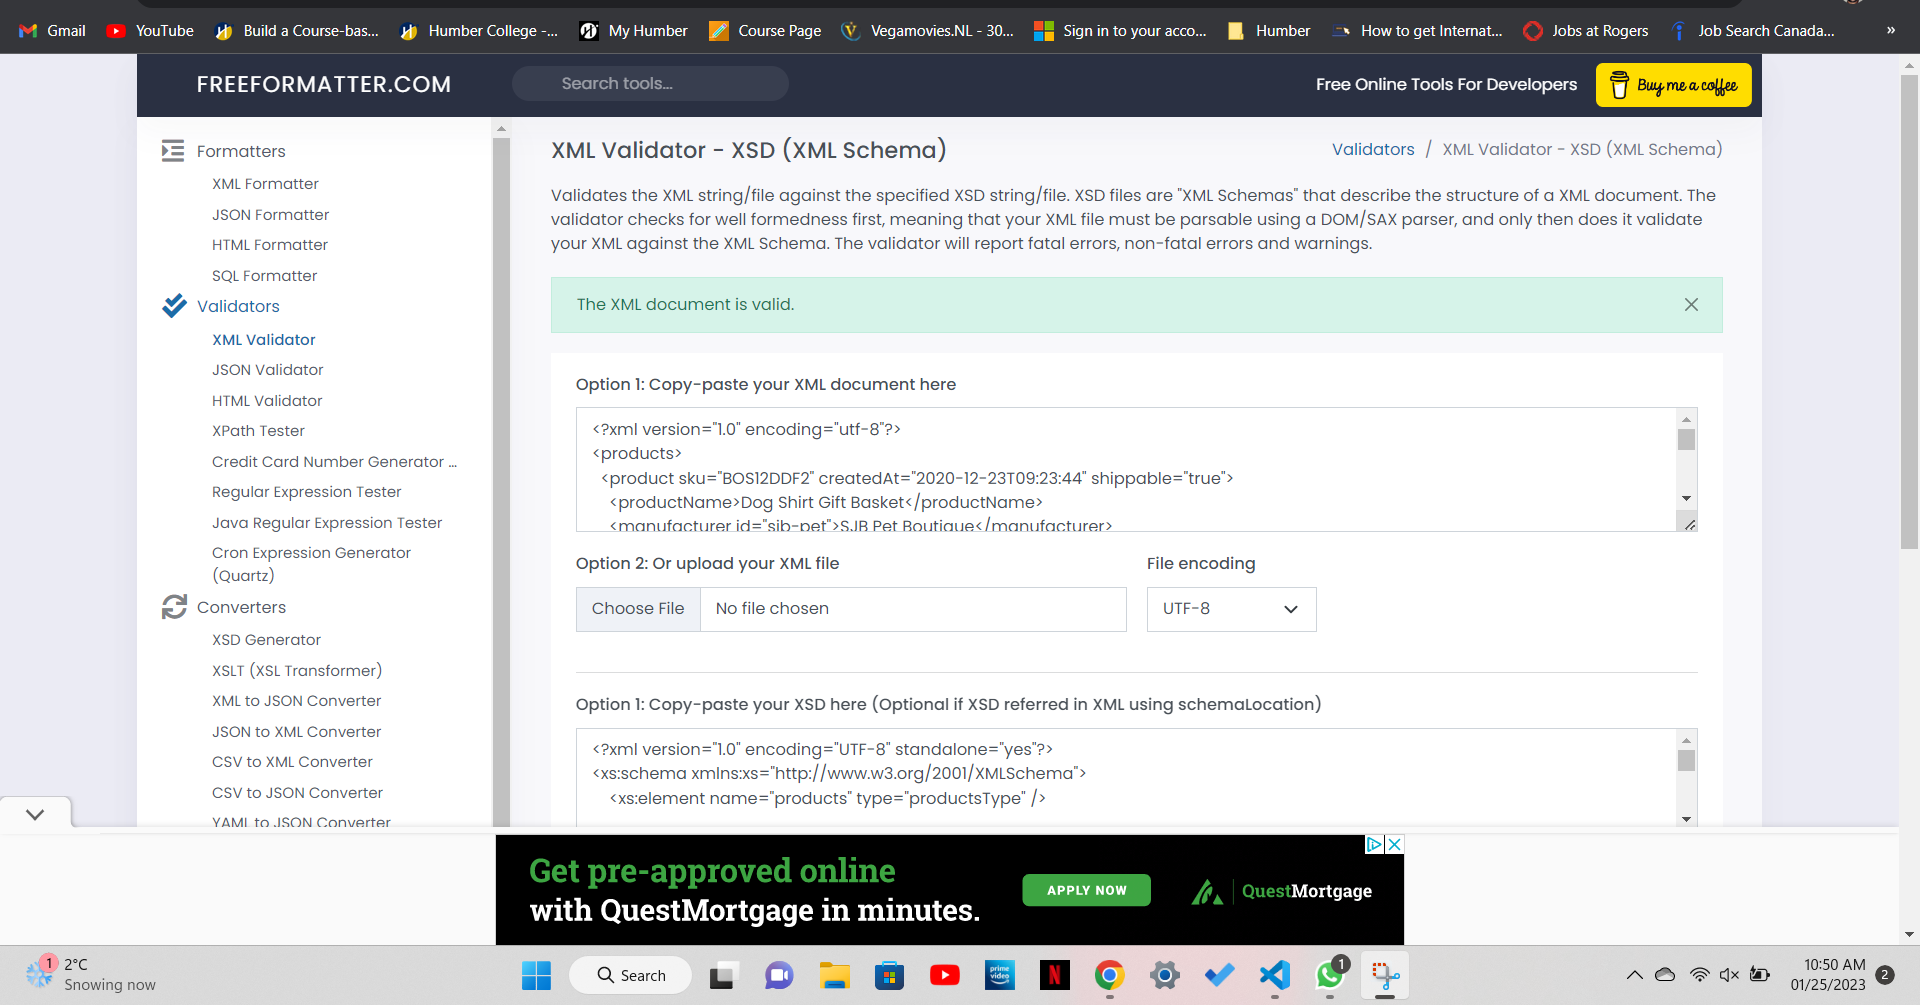 Gmail YouTube Build a Course-bas... Humber College -... My Humber Course Page Vegamovies.NL - 30... Sign in to your acco... Humber How to get Internat... Jobs at Rogers Job Search Canada... »
FREEFORMATTER.COM
Search tools...
Free Online Tools For Developers
Buy me a coffee
Formatters
XML Formatter
JSON Formatter
HTML Formatter
SQL Formatter
Validators
XML Validator
JSON Validator
HTML Validator
XPath Tester
Credit Card Number Generator ...
Regular Expression Tester
Java Regular Expression Tester
Cron Expression Generator
(Quartz)
Converters
XSD Generator
XSLT (XSL Transformer)
XML to JSON Converter
JSON to XML Converter
CSV to XML Converter
CSV to JSON Converter
YAML to JSON Converter
XML Validator - XSD (XML Schema)
Validators / XML Validator - XSD (XML Schema)
Validates the XML string/file against the specified XSD string/file. XSD files are "XML Schemas" that describe the structure of a XML document. The
validator checks for well formedness first, meaning that your XML file must be parsable using a DOM/SAX parser, and only then does it validate
your XML against the XML Schema. The validator will report fatal errors, non-fatal errors and warnings.
The XML document is valid.
Option 1: Copy-paste your XML document here
<?xml version="1.0" encoding="utf-8"?>
<products>
<product sku="BOS12DDF2" createdAt="2020-12-23T09:23:44" shippable="true">
<productName>Dog Shirt Gift Basket</productName>
<manufacturer id="sjb-pet">SJB Pet Boutique</manufacturer>
Option 2: Or upload your XML file
File encoding
Choose File No file chosen
UTF-8
Option 1: Copy-paste your XSD here (Optional if XSD referred in XML using schemaLocation)
<?xml version="1.0" encoding="UTF-8" standalone="yes"?>
<xs:schema xmlns:xs="http://www.w3.org/2001/XMLSchema">
<xs:element name="products" type="productsType" />
Get pre-approved online
with QuestMortgage in minutes.
APPLY NOW
QuestMortgage
1
2°C
Snowing now
Search
prime
video
N
1
10:50 AM
01/25/2023
2